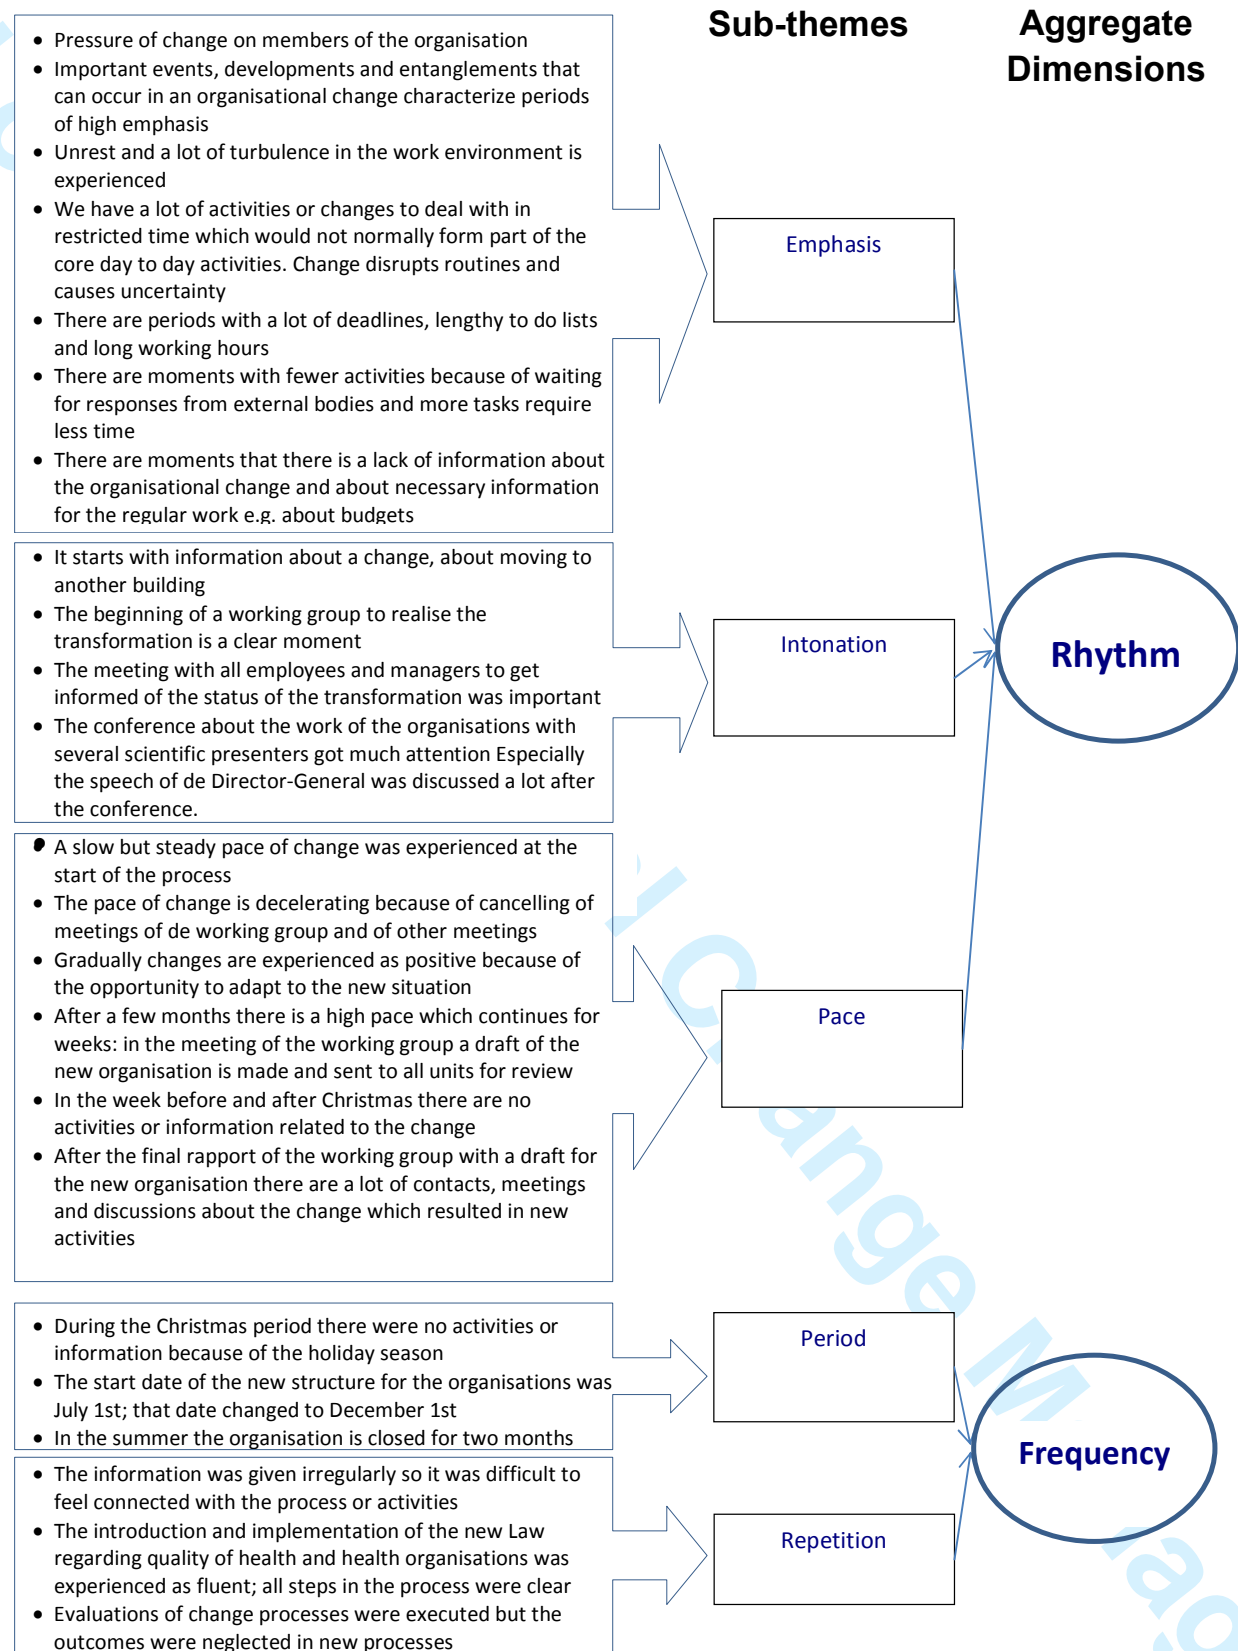 Sub-themes
Aggregate
Dimensions
• Pressure of change on members of the organisation
• Important events, developments and entanglements that
can occur in an organisational change characterize periods
of high emphasis
• Unrest and a lot of turbulence in the work environment is
experienced
• We have a lot of activities or changes to deal with in
restricted time which would not normally form part of the
core day to day activities. Change disrupts routines and
causes uncertainty
• There are periods with a lot of deadlines, lengthy to do lists
and long working hours
• There are moments with fewer activities because of waiting
for responses from external bodies and more tasks require
less time
• There are moments that there is a lack of information about
the organisational change and about necessary information
for the regular work e.g. about budgets
Emphasis
• It starts with information about a change, about moving to
another building
• The beginning of a working group to realise the
transformation is a clear moment
• The meeting with all employees and managers to get
informed of the status of the transformation was important
• The conference about the work of the organisations with
several scientific presenters got much attention Especially
the speech of de Director-General was discussed a lot after
the conference.
Intonation
Rhythm
• A slow but steady pace of change was experienced at the
start of the process
• The pace of change is decelerating because of cancelling of
meetings of de working group and of other meetings
• Gradually changes are experienced as positive because of
the opportunity to adapt to the new situation
• After a few months there is a high pace which continues for
weeks: in the meeting of the working group a draft of the
new organisation is made and sent to all units for review
• In the week before and after Christmas there are no
activities or information related to the change
• After the final rapport of the working group with a draft for
the new organisation there are a lot of contacts, meetings
and discussions about the change which resulted in new
activities
Pace
• During the Christmas period there were no activities or
information because of the holiday season
• The start date of the new structure for the organisations was
July 1st; that date changed to December 1st
• In the summer the organisation is closed for two months
Period
Frequency
• The information was given irregularly so it was difficult to
feel connected with the process or activities
• The introduction and implementation of the new Law
regarding quality of health and health organisations was
experienced as fluent; all steps in the process were clear
• Evaluations of change processes were executed but the
outcomes were neglected in new processes
Repetition
Change